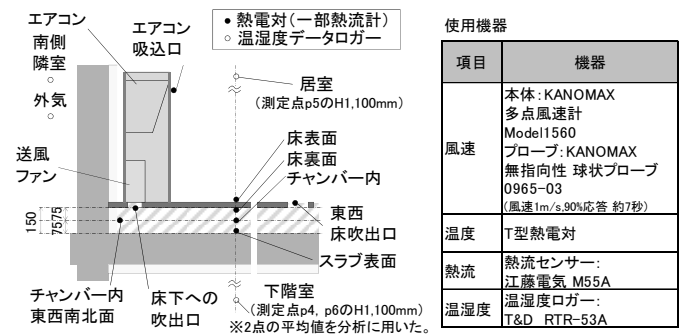 エアコン
南側
隣室
外気
エアコン
吸込口
熱電対(一部熱流計)
温湿度データロガー
居室
(測定点p5のH1,100mm)
送風
ファン
床表面
床裏面
チャンバー内
150
7575
東西
床吹出口
スラブ表面
チャンバー内
東西南北面
床下への
吹出口
下階室
(測定点p4, p6のH1,100mm)
※2点の平均値を分析に用いた。
使用機器
項目 機器
風速
本体:KANOMAX
多点風速計
Model1560
プローブ:KANOMAX
無指向性 球状プローブ
0965-03
(風速1m/s,90%応答 約7秒)
温度 T型熱電対
熱流
熱流センサー:
江藤電気 M55A
温湿度
温湿度ロガー:
T&D RTR-53A